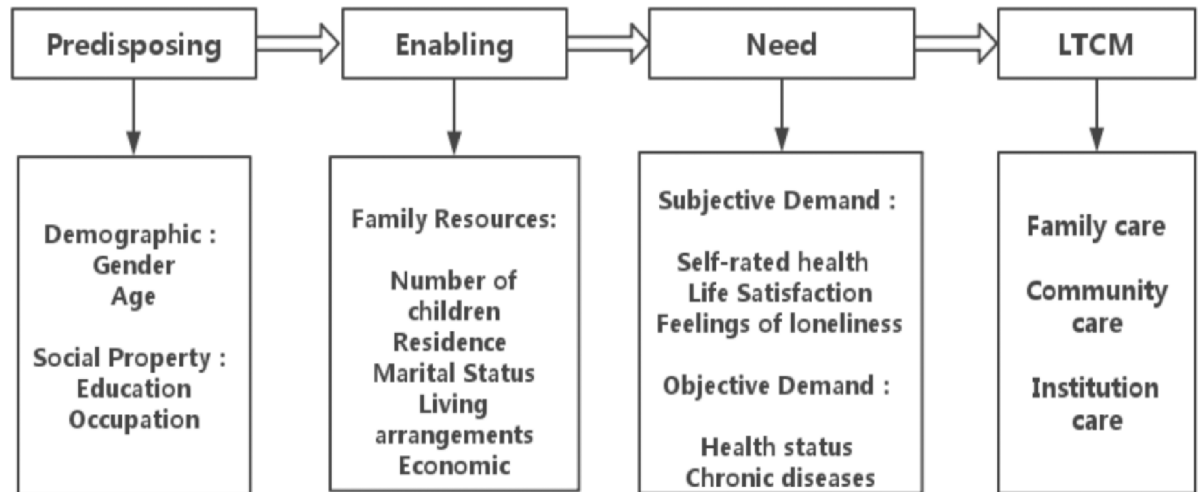 Predisposing
Enabling
Need
LTCM
Demographic :
Gender
Age
Social Property :
Education
Occupation
Family Resources:
Number of
children
Residence
Marital Status
Living
arrangements
Economic
Subjective Demand :
Self-rated health
Life Satisfaction
Feelings of loneliness
Objective Demand :
Health status
Chronic diseases
Family care
Community
care
Institution
care